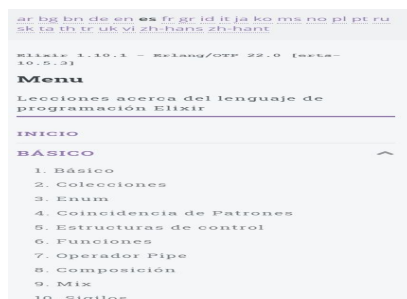 ar bg bn de en es fr gr id it ja ko ms no pl pt ru
sk ta th tr uk vi zh-hans zh-hant
Elixir 1.10.1 - Erlang/OTP 22.0 [erts-
10.5.3]
Menu
Lecciones acerca del lenguaje de
programación Elixir
INICIO
BÁSICO
1. Básico
2. Colecciones
3. Enum
4. Coincidencia de Patrones
5. Estructuras de control
6. Funciones
7. Operador Pipe
8. Composición
9. Mix
10. Sigilos